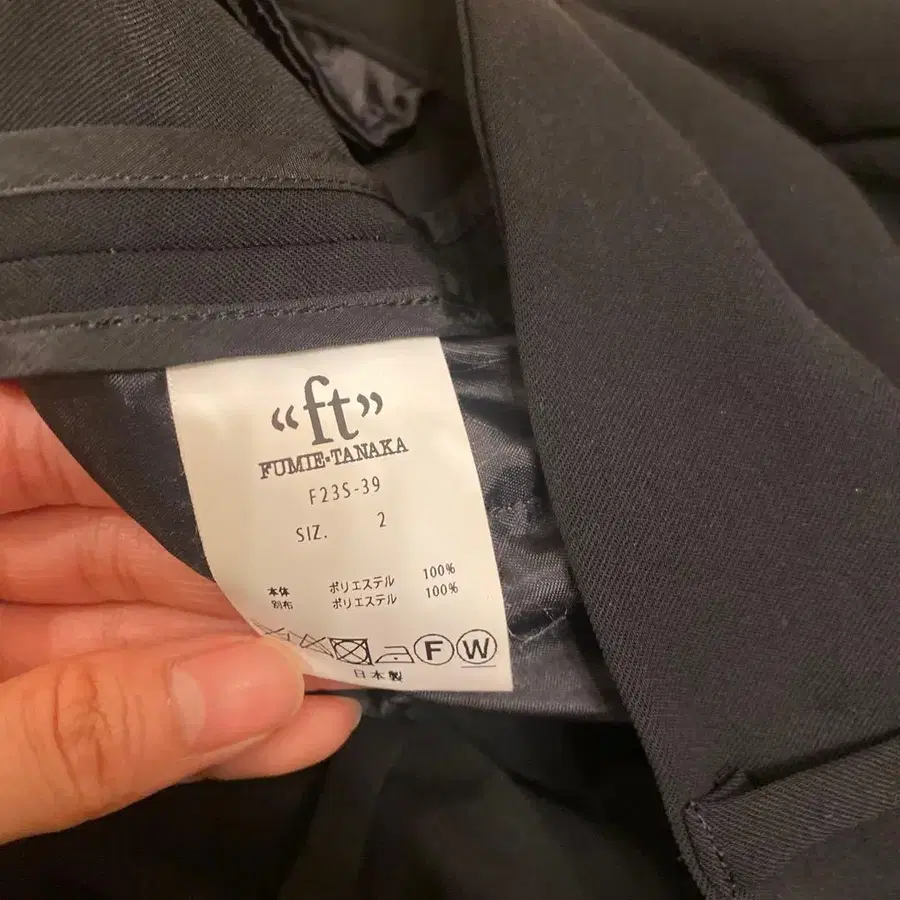 “ft”
FUMIE・TANAKA
F23S-39
SIZ. 2
本体 ポリエステル 100%
別布 ポリエステル 100%
F W
日本製